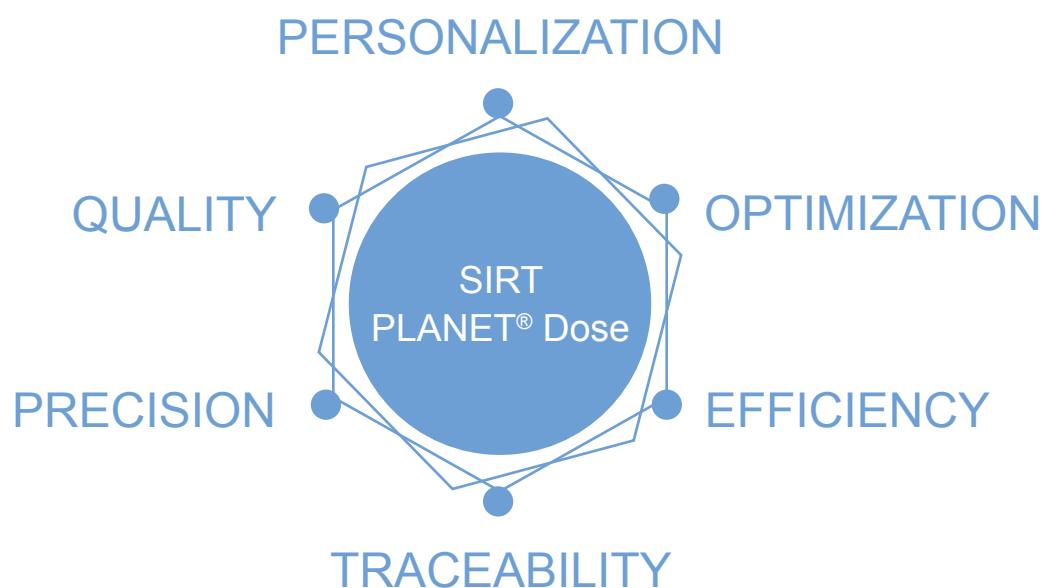 PERSONALIZATION
QUALITY
OPTIMIZATION
SIRT
PLANET® Dose
PRECISION
EFFICIENCY
TRACEABILITY